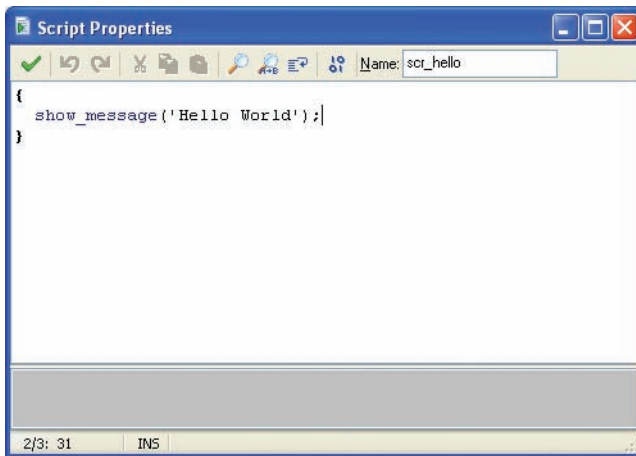 Script Properties
Name: scr_hello
{
show_message('Hello World');
}
2/3: 31 INS